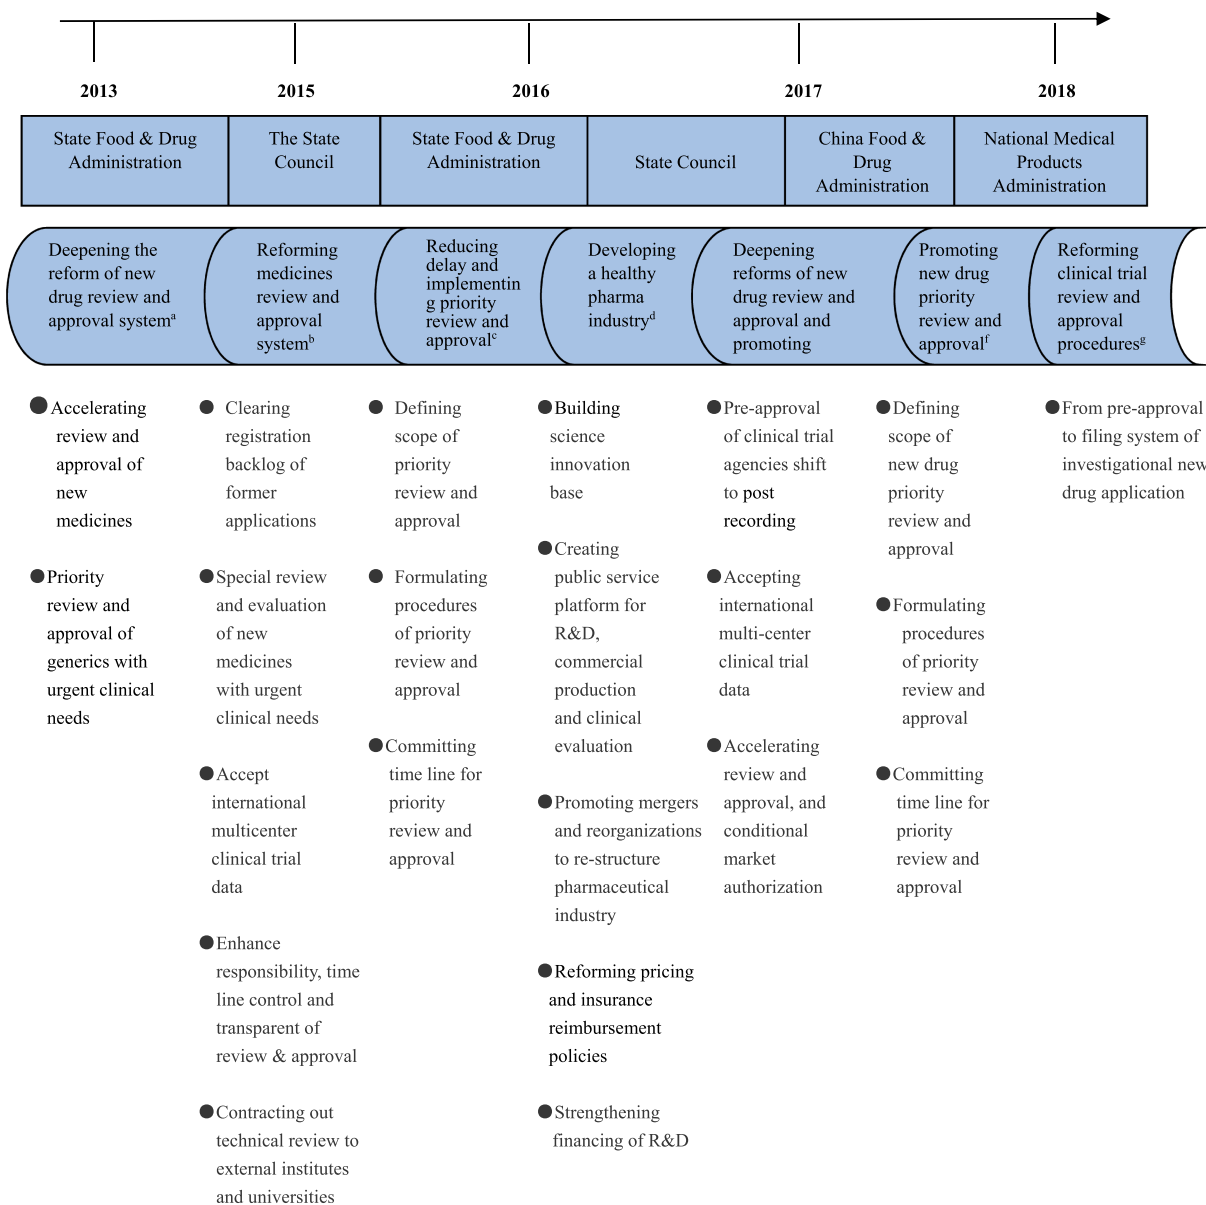 2013
2015
2016
2017
2018
State Food & Drug
Administration
The State
Council
State Food & Drug
Administration
State Council
China Food &
Drug
Administration
National Medical
Products
Administration
Deepening the
reform of new
drug review and
approval systemᵃ
Reforming
medicines
review and
approval
systemᵇ
Reducing
delay and
implementin
g priority
review and
approvalᶜ
Developing
a healthy
pharma
industryᵈ
Deepening
reforms of new
drug review and
approval and
promoting
Promoting
new drug
priority
review and
approvalᶠ
Reforming
clinical trial
review and
approval
proceduresᵍ
● Accelerating
review and
approval of
new
medicines
● Priority
review and
approval of
generics with
urgent clinical
needs
● Clearing
registration
backlog of
former
applications
● Special review
and evaluation
of new
medicines
with urgent
clinical needs
● Accept
international
multicenter
clinical trial
data
● Enhance
responsibility, time
line control and
transparent of
review & approval
● Contracting out
technical review to
external institutes
and universities
● Defining
scope of
priority
review and
approval
● Formulating
procedures
of priority
review and
approval
● Committing
time line for
priority
review and
approval
● Building
science
innovation
base
● Creating
public service
platform for
R&D,
commercial
production
and clinical
evaluation
● Promoting mergers
and reorganizations
to re-structure
pharmaceutical
industry
● Reforming pricing
and insurance
reimbursement
policies
● Strengthening
financing of R&D
● Pre-approval
of clinical trial
agencies shift
to post
recording
● Accepting
international
multi-center
clinical trial
data
● Accelerating
review and
approval, and
conditional
market
authorization
● Defining
scope of
new drug
priority
review and
approval
● Formulating
procedures
of priority
review and
approval
● Committing
time line for
priority
review and
approval
● From pre-approval
to filing system of
investigational new
drug application